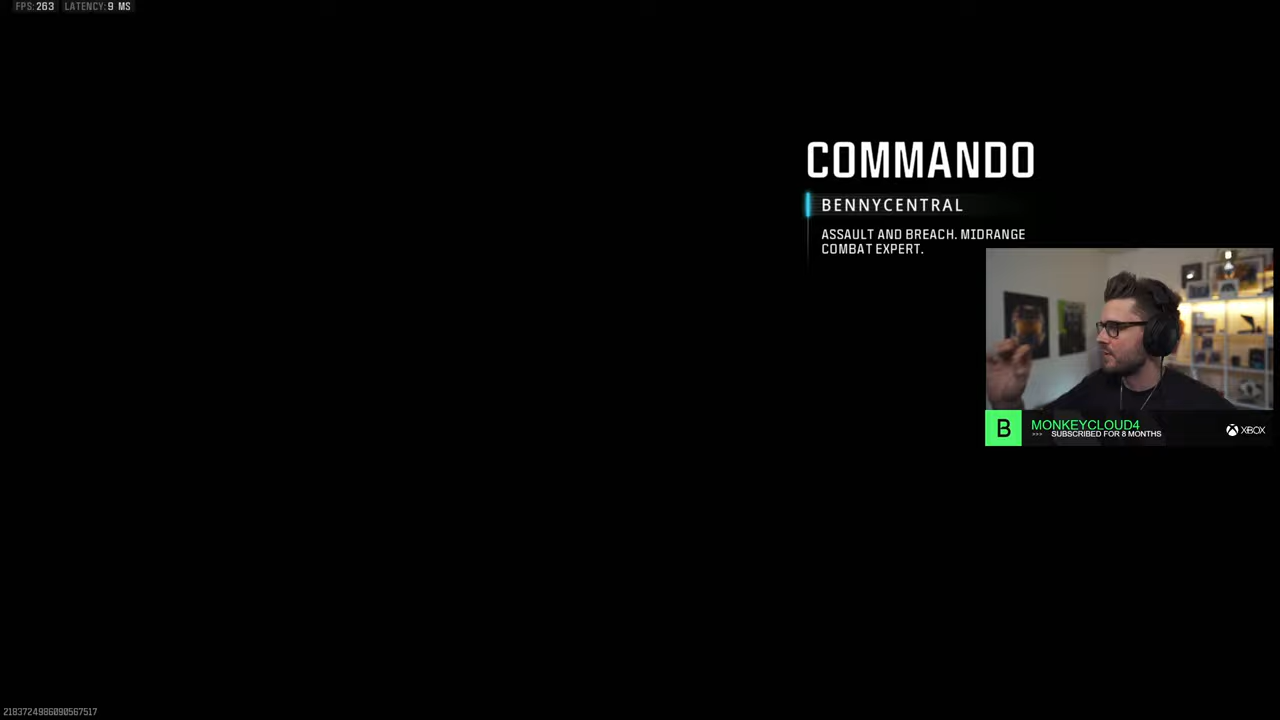 FPS: 263 LATENCY: 9 MS
COMMANDO
BENNYCENTRAL
ASSAULT AND BREACH. MIDRANGE
COMBAT EXPERT.
B
MONKEYCLOUD4
>>> SUBSCRIBED FOR 8 MONTHS
XBOX
2183724986090567517